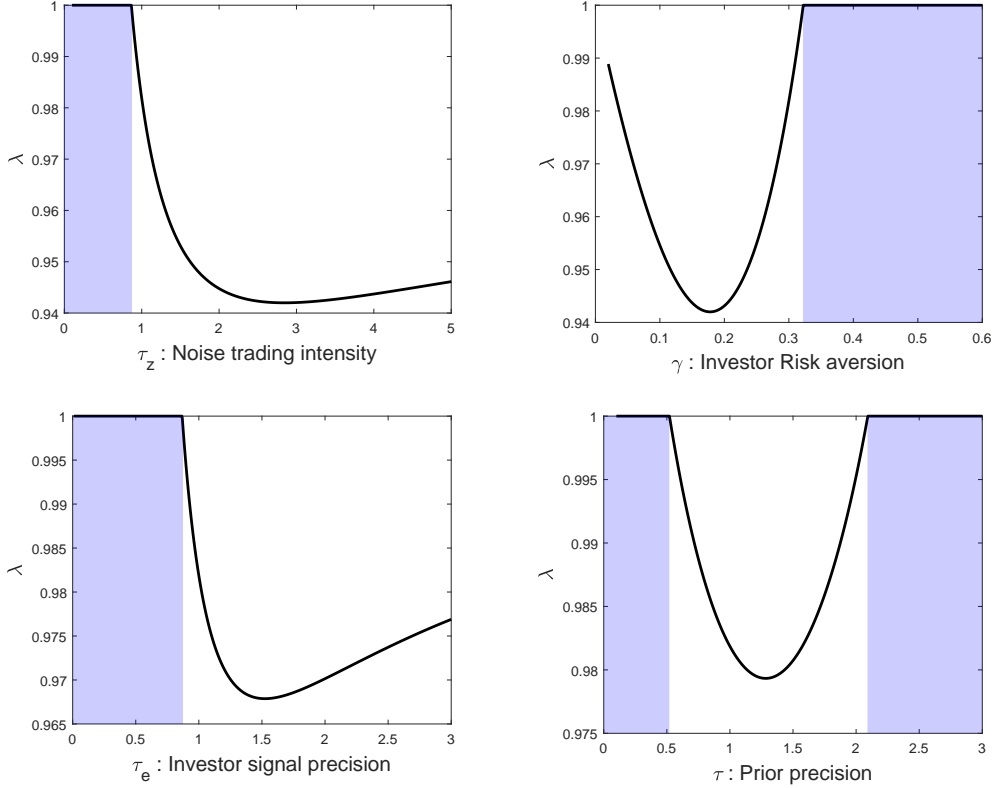 1
0.99
0.98
0.97
0.96
0.95
0.94
λ
0 1 2 3 4 5
τz : Noise trading intensity
1
0.99
0.98
0.97
0.96
0.95
0.94
λ
0 0.1 0.2 0.3 0.4 0.5 0.6
γ : Investor Risk aversion
1
0.995
0.99
0.985
0.98
0.975
0.97
0.965
λ
0 0.5 1 1.5 2 2.5 3
τe : Investor signal precision
1
0.995
0.99
0.985
0.98
0.975
λ
0 0.5 1 1.5 2 2.5 3
τ : Prior precision